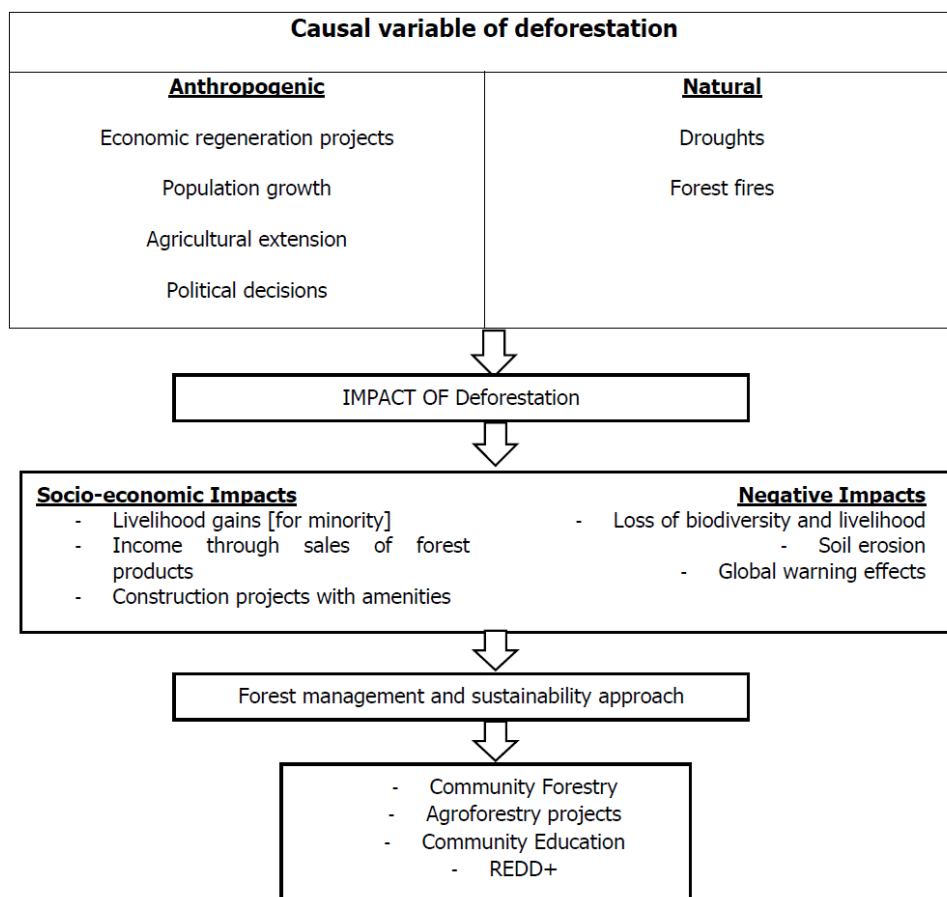 Causal variable of deforestation
Anthropogenic
Economic regeneration projects
Population growth
Agricultural extension
Political decisions
Natural
Droughts
Forest fires
IMPACT OF Deforestation
Socio-economic Impacts
- Livelihood gains [for minority]
- Income through sales of forest
products
- Construction projects with amenities
Negative Impacts
- Loss of biodiversity and livelihood
- Soil erosion
- Global warning effects
Forest management and sustainability approach
- Community Forestry
- Agroforestry projects
- Community Education
- REDD+